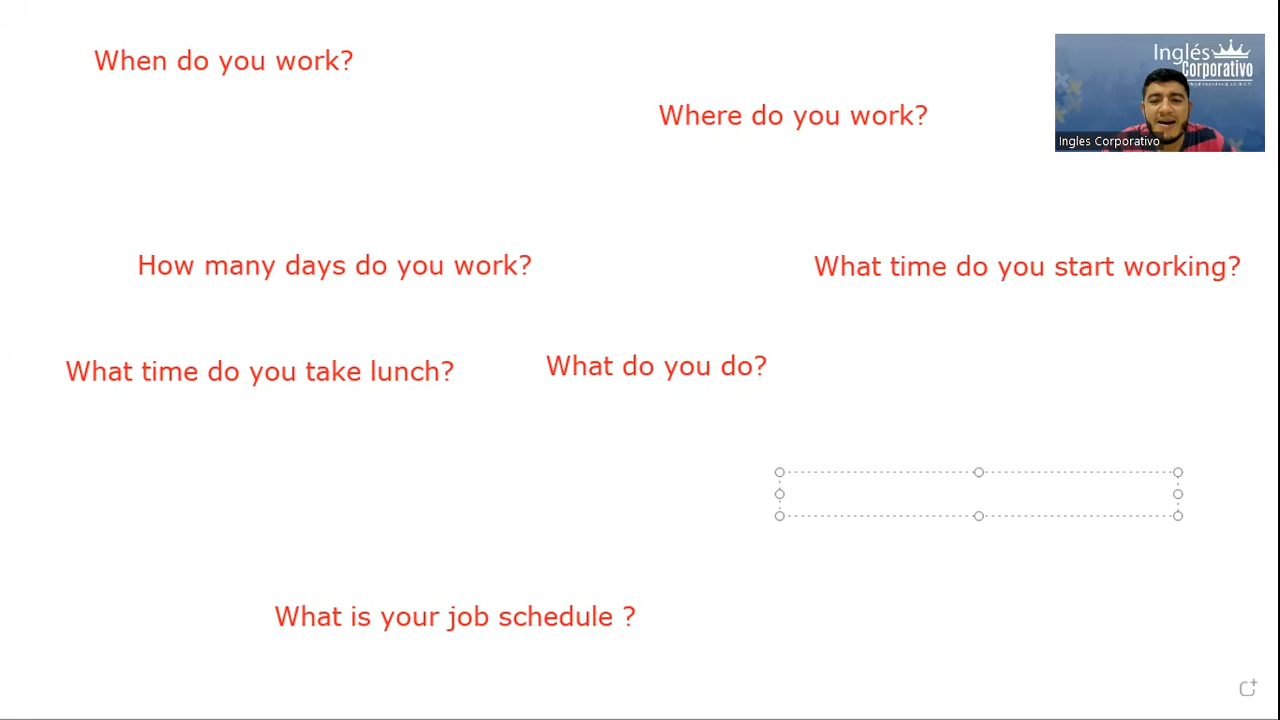 When do you work?
Inglés
Corporativo
Where do you work?
Ingles Corporativo
How many days do you work?
What time do you start working?
What time do you take lunch?
What do you do?
What is your job schedule ?